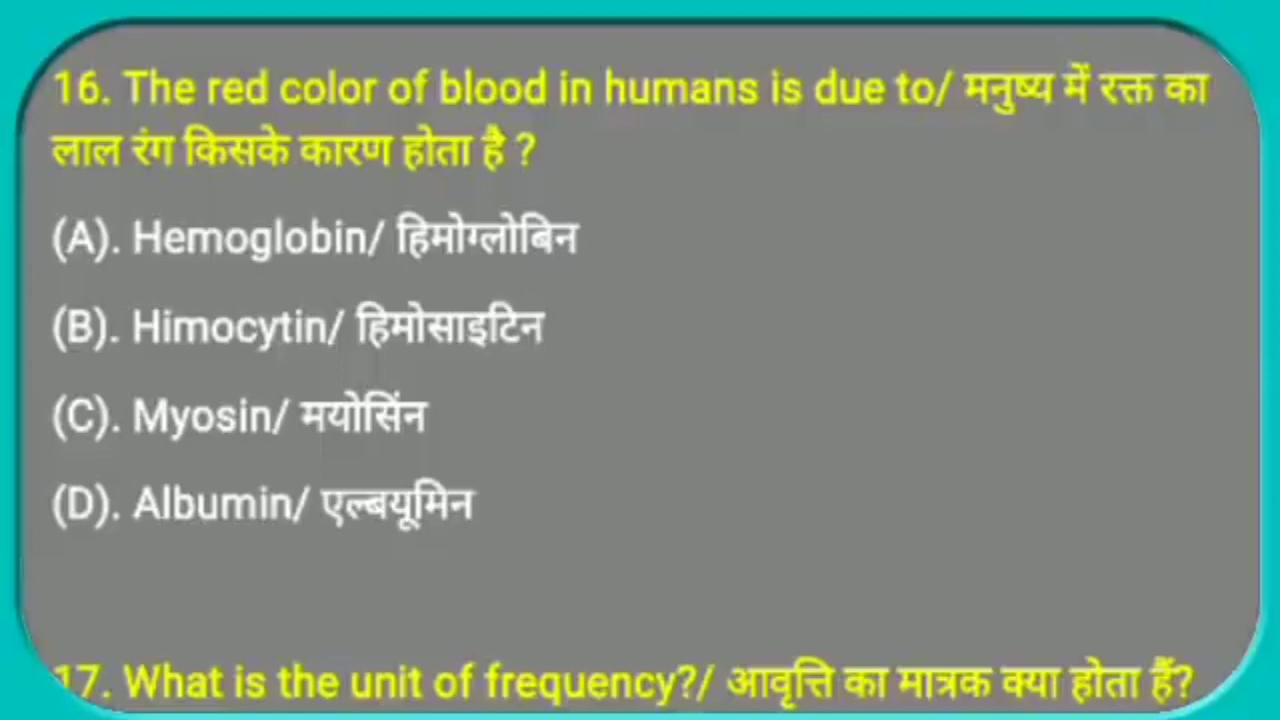 16. The red color of blood in humans is due to/ मनुष्य में रक्त का
लाल रंग किसके कारण होता है ?
(A). Hemoglobin/ हिमोग्लोबिन
(B). Himocytin/ हिमोसाइटिन
(C). Myosin/ मयोसिंन
(D). Albumin/ एल्बयूमिन
17. What is the unit of frequency?/ आवृत्ति का मात्रक क्या होता हैं?